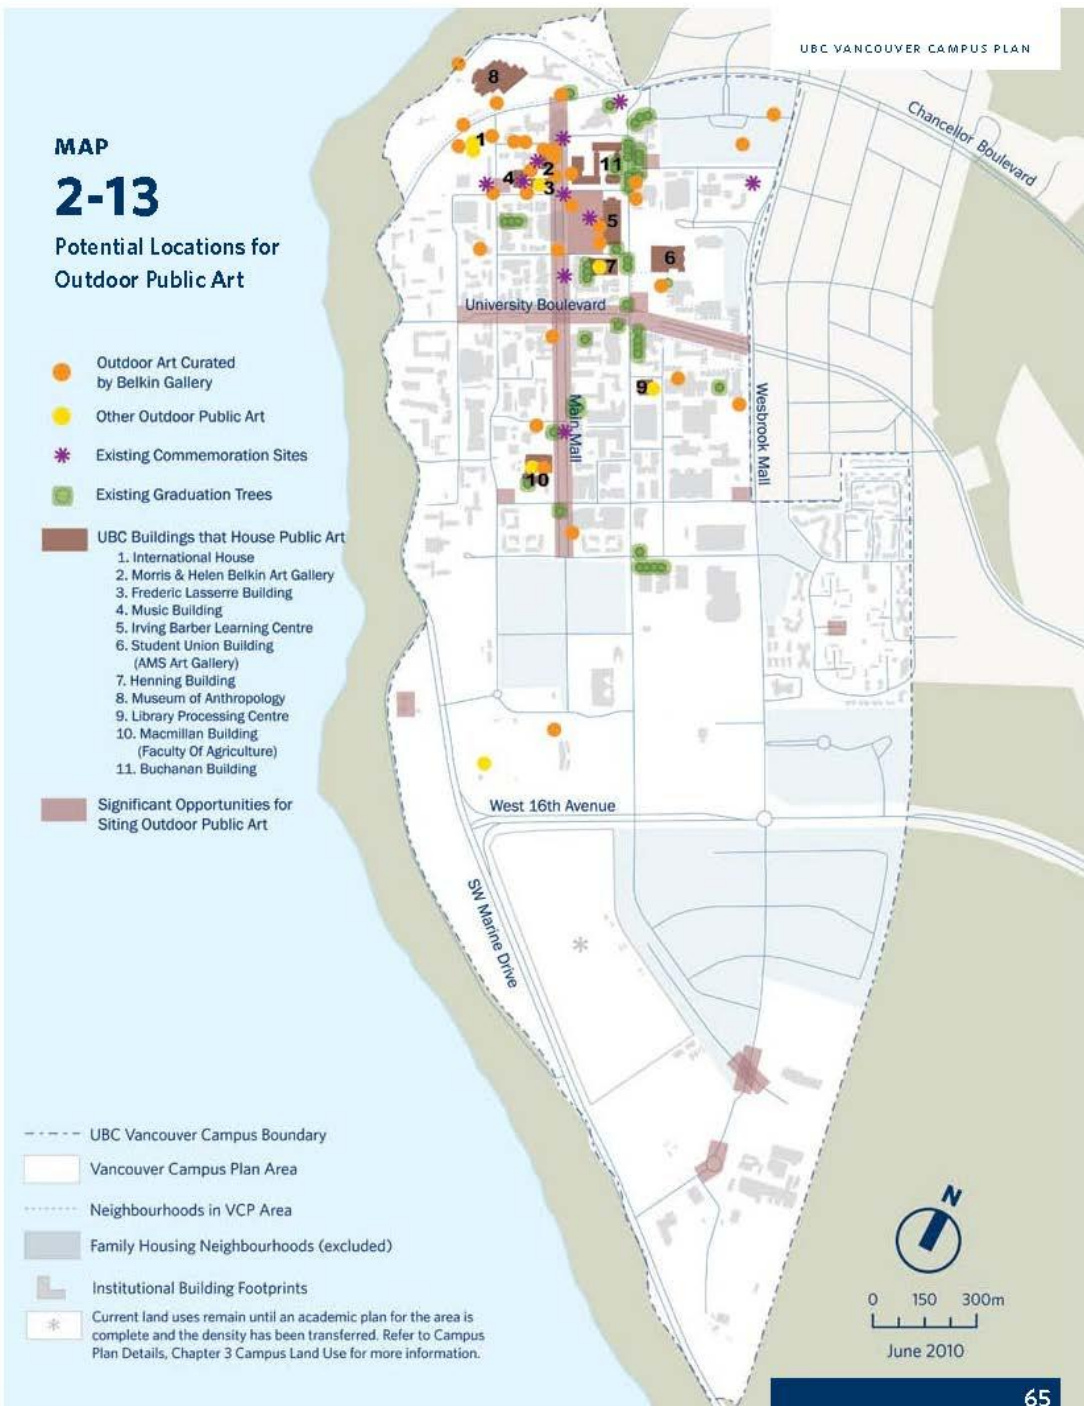 UBC VANCOUVER CAMPUS PLAN
MAP
2-13
Potential Locations for
Outdoor Public Art
Outdoor Art Curated
by Belkin Gallery
Other Outdoor Public Art
Existing Commemoration Sites
Existing Graduation Trees
UBC Buildings that House Public Art
1. International House
2. Morris & Helen Belkin Art Gallery
3. Frederic Lasserre Building
4. Music Building
5. Irving Barber Learning Centre
6. Student Union Building
(AMS Art Gallery)
7. Henning Building
8. Museum of Anthropology
9. Library Processing Centre
10. Macmillan Building
(Faculty Of Agriculture)
11. Buchanan Building
Significant Opportunities for
Siting Outdoor Public Art
8
1
2
11
4
3
5
7
6
9
10
Chancellor Boulevard
University Boulevard
Main Mall
Wesbrook Mall
West 16th Avenue
SW Marine Drive
*
UBC Vancouver Campus Boundary
Vancouver Campus Plan Area
Neighbourhoods in VCP Area
Family Housing Neighbourhoods (excluded)
Institutional Building Footprints
* Current land uses remain until an academic plan for the area is
complete and the density has been transferred. Refer to Campus
Plan Details, Chapter 3 Campus Land Use for more information.
N
0 150 300m
June 2010
65